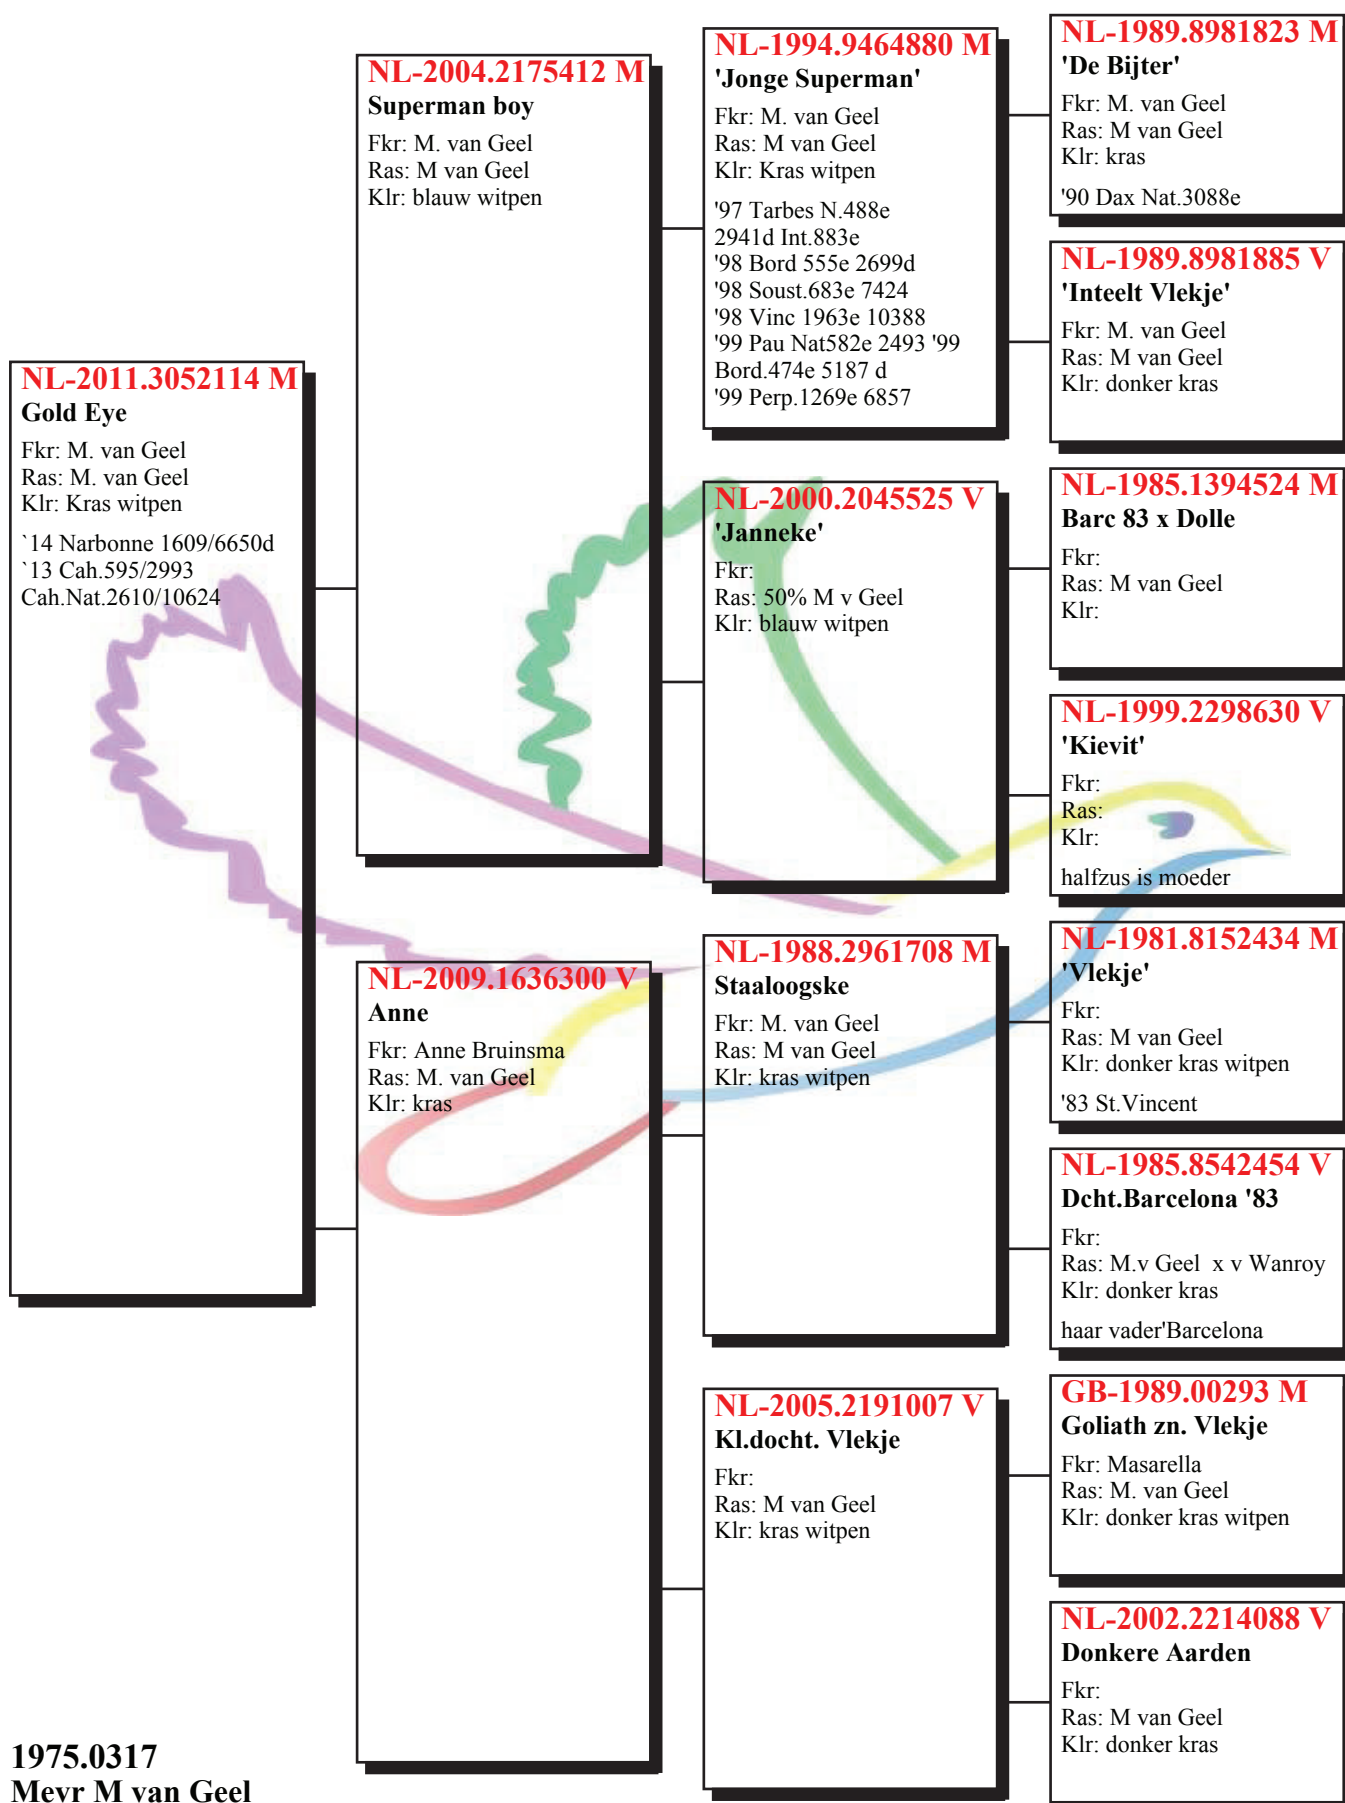 NL-2011.3052114 M
Gold Eye
Fkr: M. van Geel
Ras: M. van Geel
Klr: Kras witpen
`14 Narbonne 1609/6650d
`13 Cah.595/2993
Cah.Nat.2610/10624
NL-2004.2175412 M
Superman boy
Fkr: M. van Geel
Ras: M van Geel
Klr: blauw witpen
NL-2009.1636300 V
Anne
Fkr: Anne Bruinsma
Ras: M. van Geel
Klr: kras
NL-1994.9464880 M
'Jonge Superman'
Fkr: M. van Geel
Ras: M van Geel
Klr: Kras witpen
'97 Tarbes N.488e
2941d Int.883e
'98 Bord 555e 2699d
'98 Soust.683e 7424
'98 Vinc 1963e 10388
'99 Pau Nat582e 2493 '99
Bord.474e 5187 d
'99 Perp.1269e 6857
NL-2000.2045525 V
'Janneke'
Fkr:
Ras: 50% M v Geel
Klr: blauw witpen
NL-1988.2961708 M
Staaloogske
Fkr: M. van Geel
Ras: M van Geel
Klr: kras witpen
NL-2005.2191007 V
Kl.docht. Vlekje
Fkr:
Ras: M van Geel
Klr: kras witpen
NL-1989.8981823 M
'De Bijter'
Fkr: M. van Geel
Ras: M van Geel
Klr: kras
'90 Dax Nat.3088e
NL-1989.8981885 V
'Inteelt Vlekje'
Fkr: M. van Geel
Ras: M van Geel
Klr: donker kras
NL-1985.1394524 M
Barc 83 x Dolle
Fkr:
Ras: M van Geel
Klr:
NL-1999.2298630 V
'Kievit'
Fkr:
Ras:
Klr:
halfzus is moeder
NL-1981.8152434 M
'Vlekje'
Fkr:
Ras: M van Geel
Klr: donker kras witpen
'83 St.Vincent
NL-1985.8542454 V
Dcht.Barcelona '83
Fkr:
Ras: M.v Geel  x v Wanroy
Klr: donker kras
haar vader'Barcelona
GB-1989.00293 M
Goliath zn. Vlekje
Fkr: Masarella
Ras: M. van Geel
Klr: donker kras witpen
NL-2002.2214088 V
Donkere Aarden
Fkr:
Ras: M van Geel
Klr: donker kras
1975.0317
Mevr M van Geel